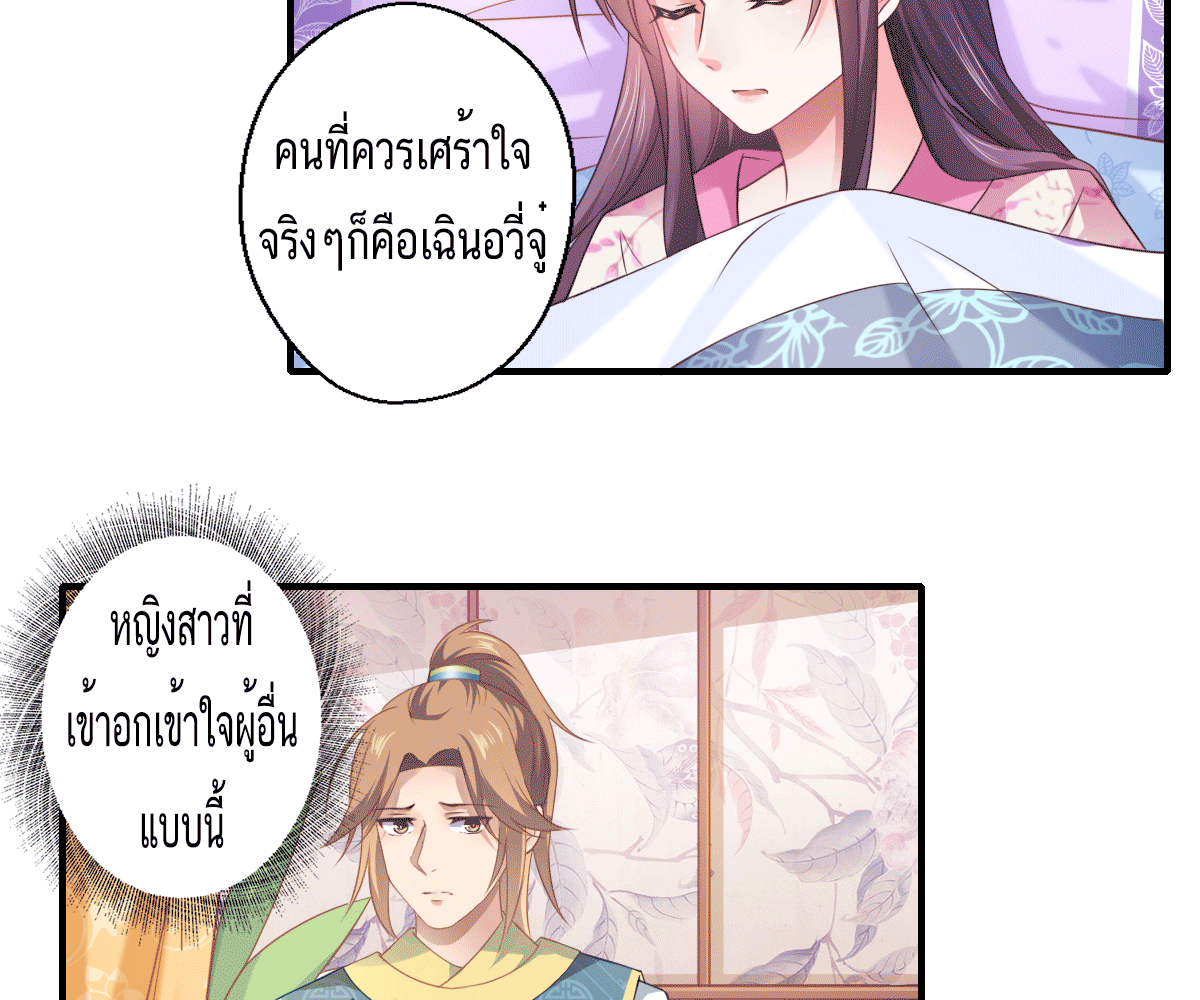 คนที่ควรเศร้าใจ
จริงๆก็คือเฉินอวี่จู๋
หญิงสาวที่
เข้าอกเข้าใจผู้อื่น
แบบนี้